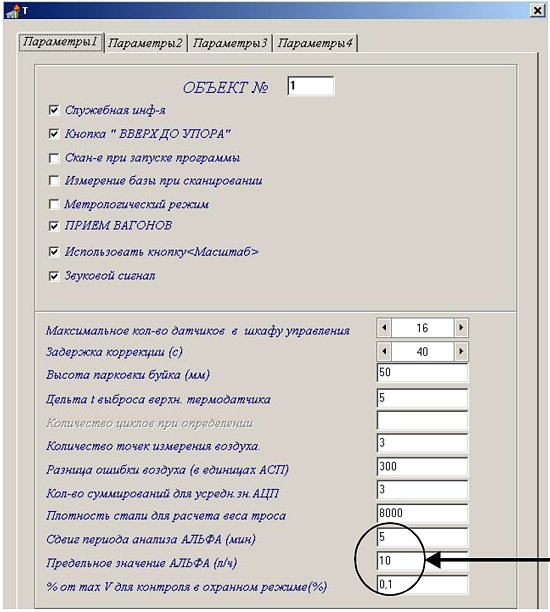 Т
Параметры1 Параметры2 Параметры3 Параметры4
ОБЪЕКТ № 1
Служебная инф-я
Кнопка " ВВЕРХ ДО УПОРА"
Скан-е при запуске программы
Измерение базы при сканировании
Метрологический режим
ПРИЕМ ВАГОНОВ
Использовать кнопку<Масштаб>
Звуковой сигнал
Максимальное кол-во датчиков в шкафу управления 16
Задержка коррекции (с) 40
Высота парковки буйка (мм) 50
Дельта t выброса верхн. термодатчика 5
Количество циклов при определении
Количество точек измерения воздуха. 3
Разница ошибки воздуха (в единицах АСП) 300
Кол-во суммирований для усредн.зн.АЦП 3
Плотность стали для расчета веса троса 8000
Сдвиг периода анализа АЛЬФА (мин) 5
Предельное значение АЛЬФА (л/ч) 10
% от max V для контроля в охранном режиме(%) 0,1